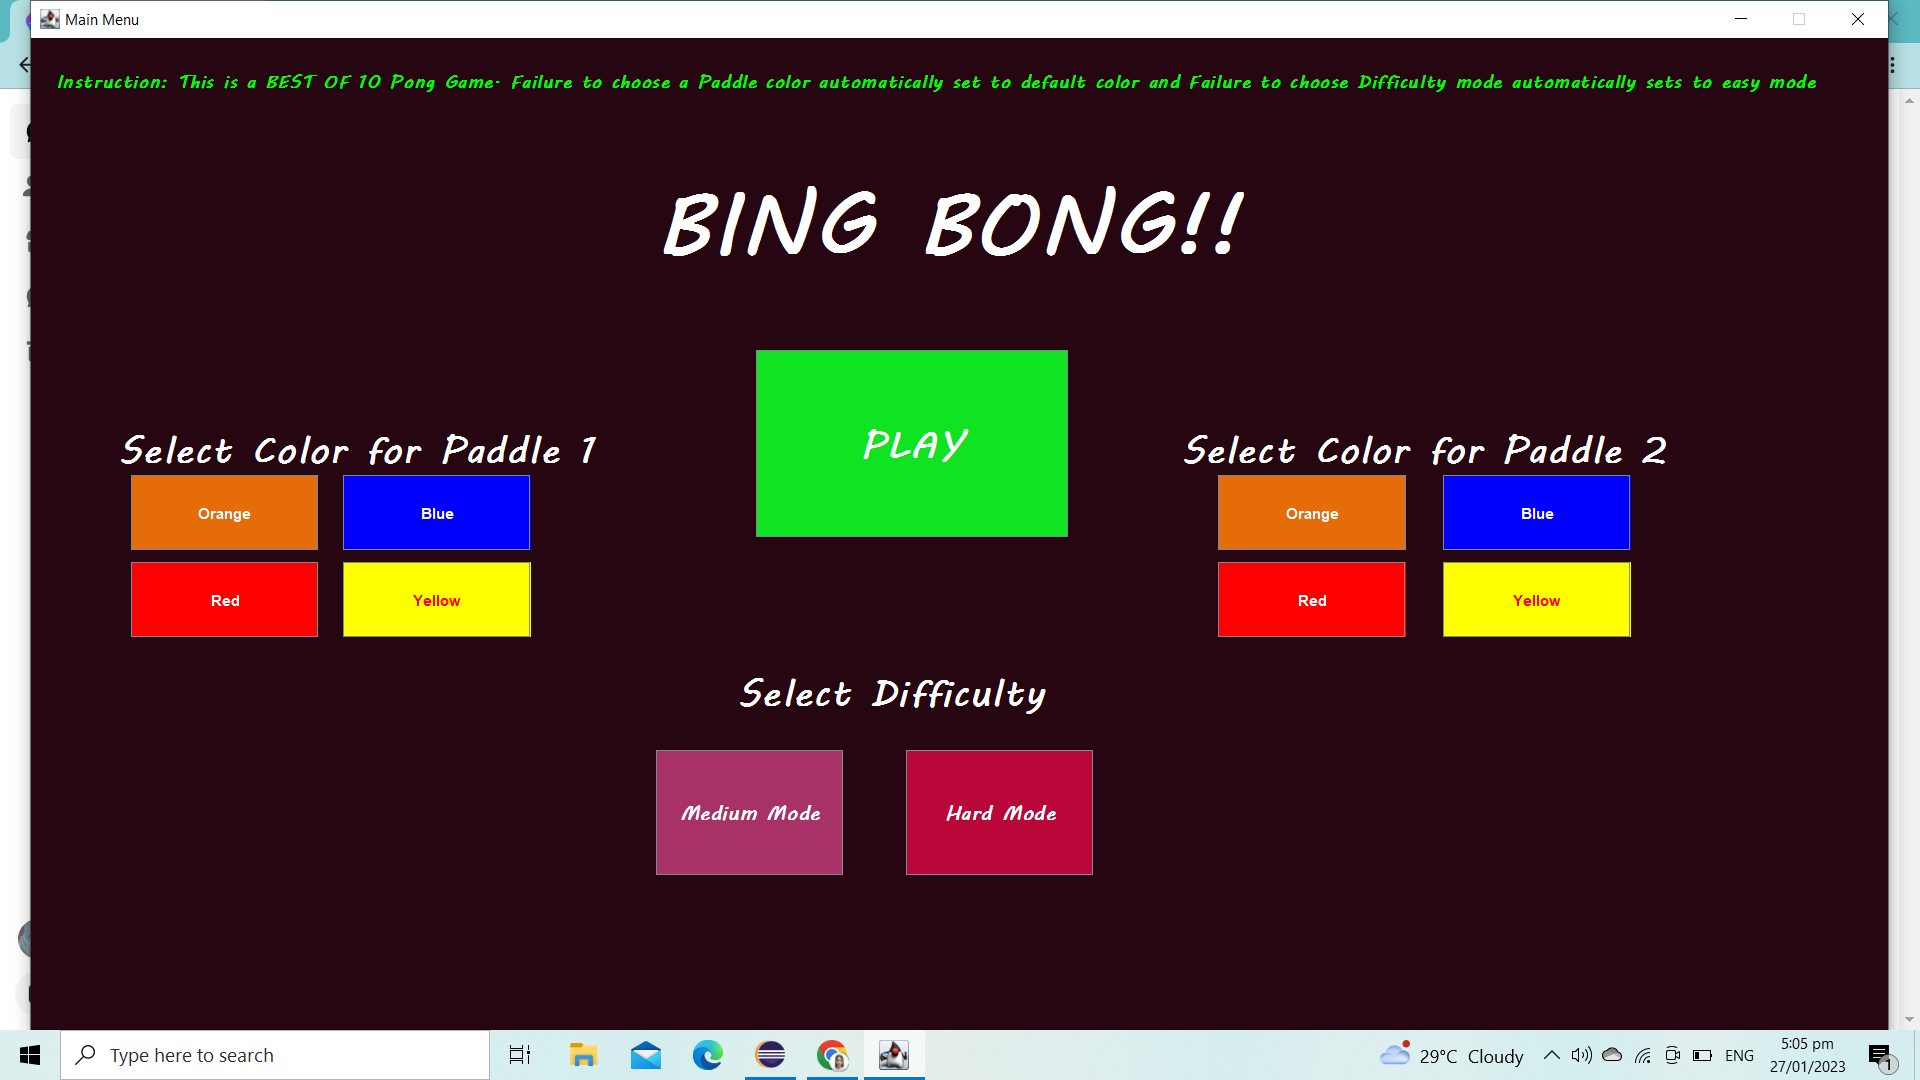 Main Menu
Instruction: This is a BEST OF 10 Pong Game. Failure to choose a Paddle color automatically set to default color and Failure to choose Difficulty mode automatically sets to easy mode
BING BONG!!
PLAY
Select Color for Paddle 1
Orange Blue
Red Yellow
Select Color for Paddle 2
Orange Blue
Red Yellow
Select Difficulty
Medium Mode Hard Mode
Type here to search
29°C Cloudy
ENG
5:05 pm
27/01/2023
1